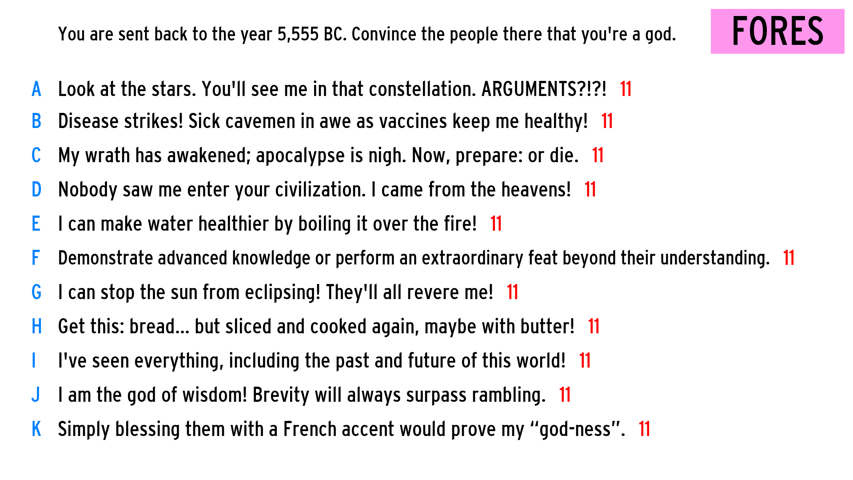 You are sent back to the year 5,555 BC. Convince the people there that you're a god.
FORES
A Look at the stars. You'll see me in that constellation. ARGUMENTS?!?! 11
B Disease strikes! Sick cavemen in awe as vaccines keep me healthy! 11
C My wrath has awakened; apocalypse is nigh. Now, prepare: or die. 11
D Nobody saw me enter your civilization. I came from the heavens! 11
E I can make water healthier by boiling it over the fire! 11
F Demonstrate advanced knowledge or perform an extraordinary feat beyond their understanding. 11
G I can stop the sun from eclipsing! They'll all revere me! 11
H Get this: bread... but sliced and cooked again, maybe with butter! 11
I I've seen everything, including the past and future of this world! 11
J I am the god of wisdom! Brevity will always surpass rambling. 11
K Simply blessing them with a French accent would prove my “god-ness”. 11